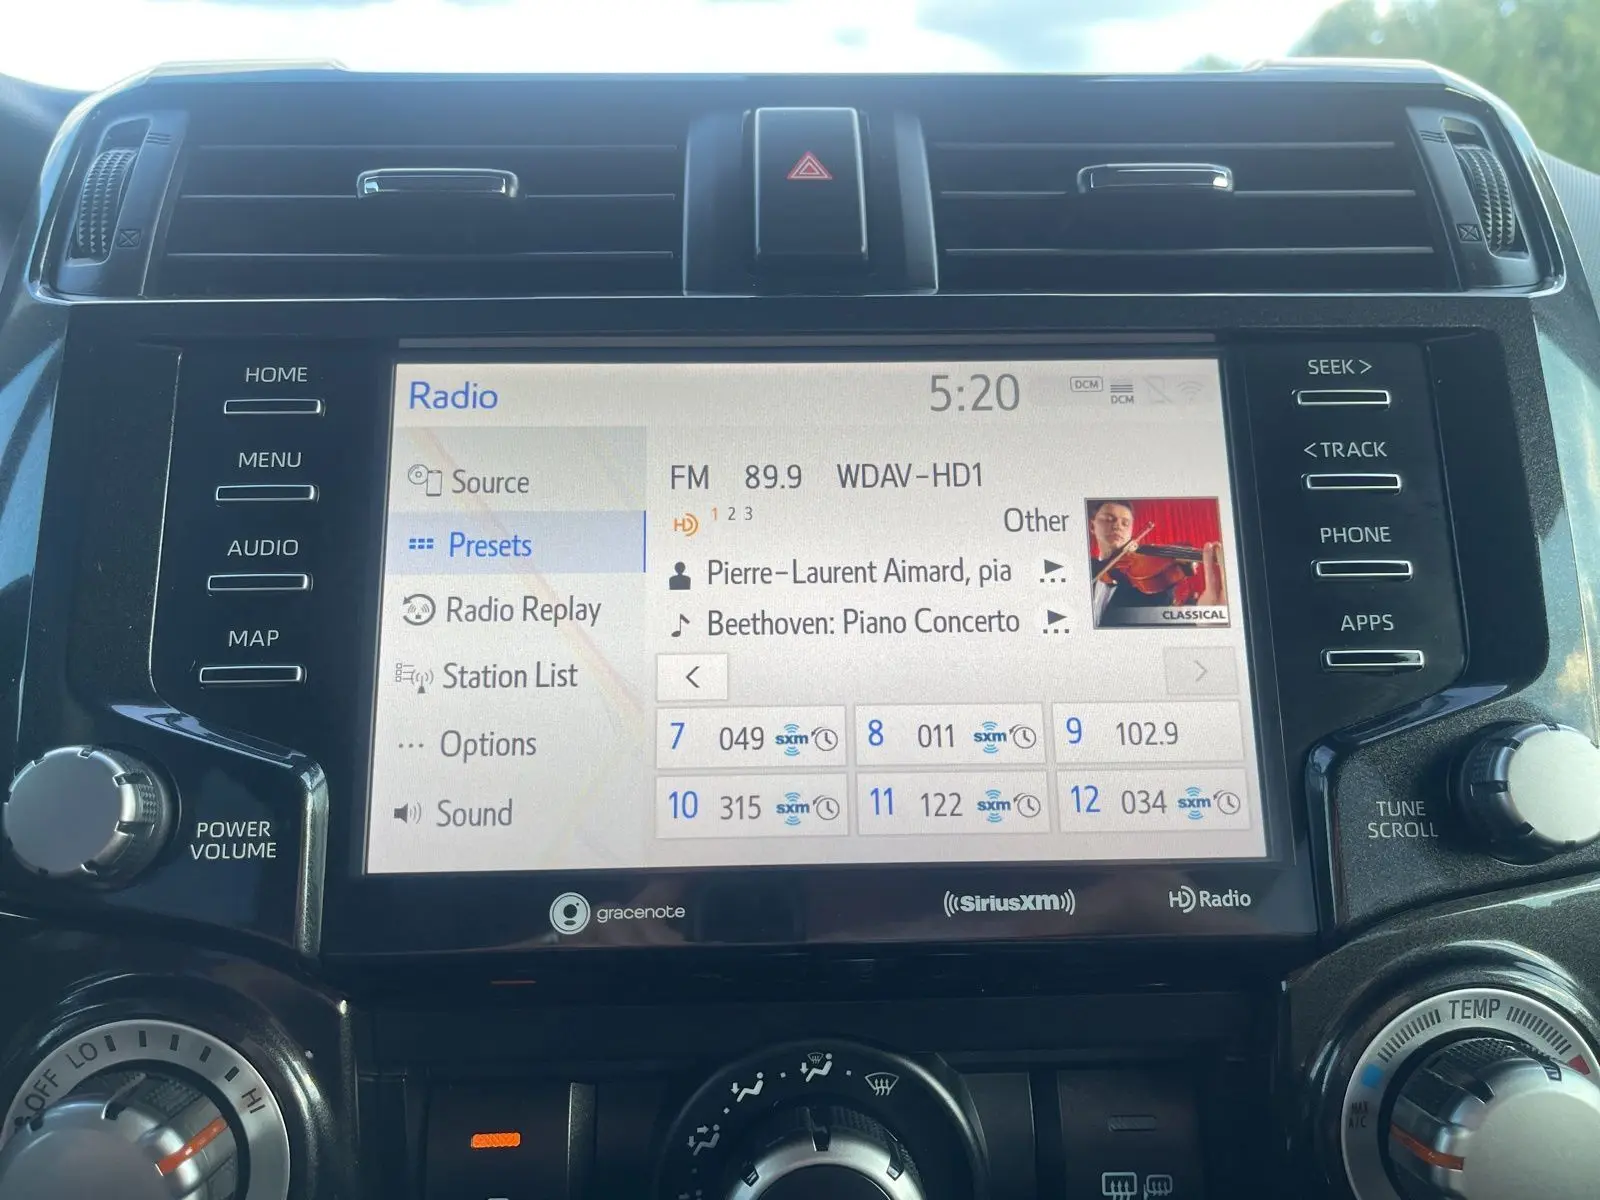 HOME
MENU
AUDIO
MAP
POWER
VOLUME
Radio
5:20
DCM
DCM
Source
Presets
Radio Replay
Station List
Options
Sound
FM 89.9 WDAV-HD1
HD 1 2 3
Other
Pierre-Laurent Aimard, pia
Beethoven: Piano Concerto
CLASSICAL
<
>
7 049 sxm
8 011 sxm
9 102.9
10 315 sxm
11 122 sxm
12 034 sxm
SEEK >
< TRACK
PHONE
APPS
TUNE
SCROLL
gracenote
((SiriusXM))
HD Radio
OFF LO HI
TEMP
MAX
A/C